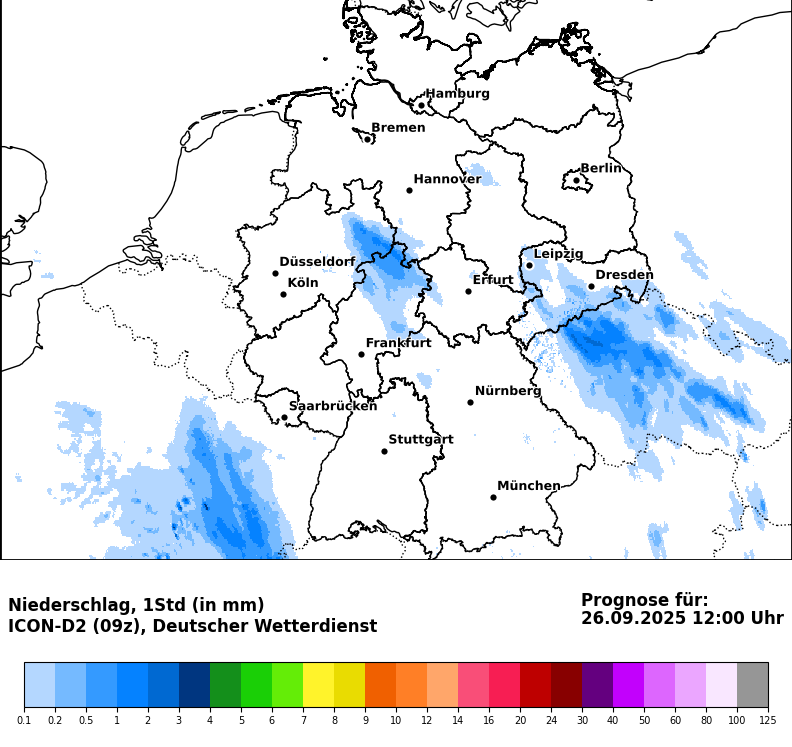 Hamburg
Bremen
Berlin
Hannover
Leipzig
Düsseldorf
Dresden
Köln
Erfurt
Frankfurt
Nürnberg
Saarbrücken
Stuttgart
München
Niederschlag, 1Std (in mm)
ICON-D2 (09z), Deutscher Wetterdienst
Prognose für:
26.09.2025 12:00 Uhr
0.1 0.2 0.5 1 2 3 4 5 6 7 8 9 10 12 14 16 20 24 30 40 50 60 80 100 125